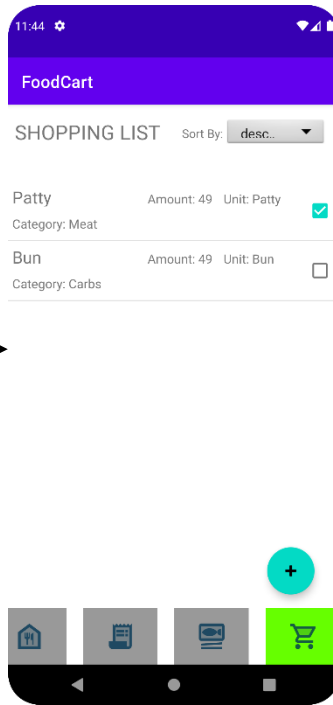 11:44
FoodCart
SHOPPING LIST Sort By: desc..
Patty Amount: 49 Unit: Patty
Category: Meat
Bun Amount: 49 Unit: Bun
Category: Carbs
+